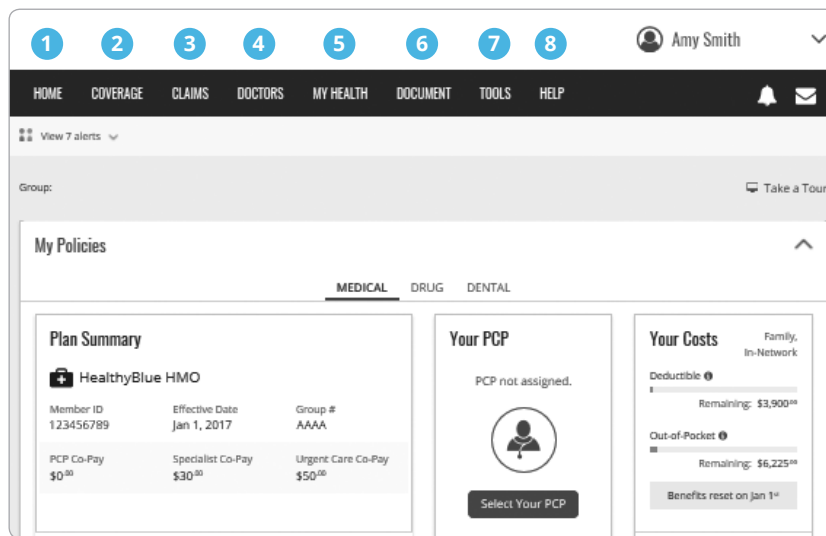 1 2 3 4 5 6 7 8
Amy Smith
HOME COVERAGE CLAIMS DOCTORS MY HEALTH DOCUMENT TOOLS HELP
View 7 alerts
Group:
Take a Tour
My Policies
MEDICAL DRUG DENTAL
Plan Summary
HealthyBlue HMO
Member ID Effective Date Group #
123456789 Jan 1, 2017 AAAA
PCP Co-Pay Specialist Co-Pay Urgent Care Co-Pay
$0.00 $30.00 $50.00
Your PCP
PCP not assigned.
Select Your PCP
Your Costs
Family,
In-Network
Deductible
Remaining: $3,900.00
Out-of-Pocket
Remaining: $6,225.00
Benefits reset on Jan 1st